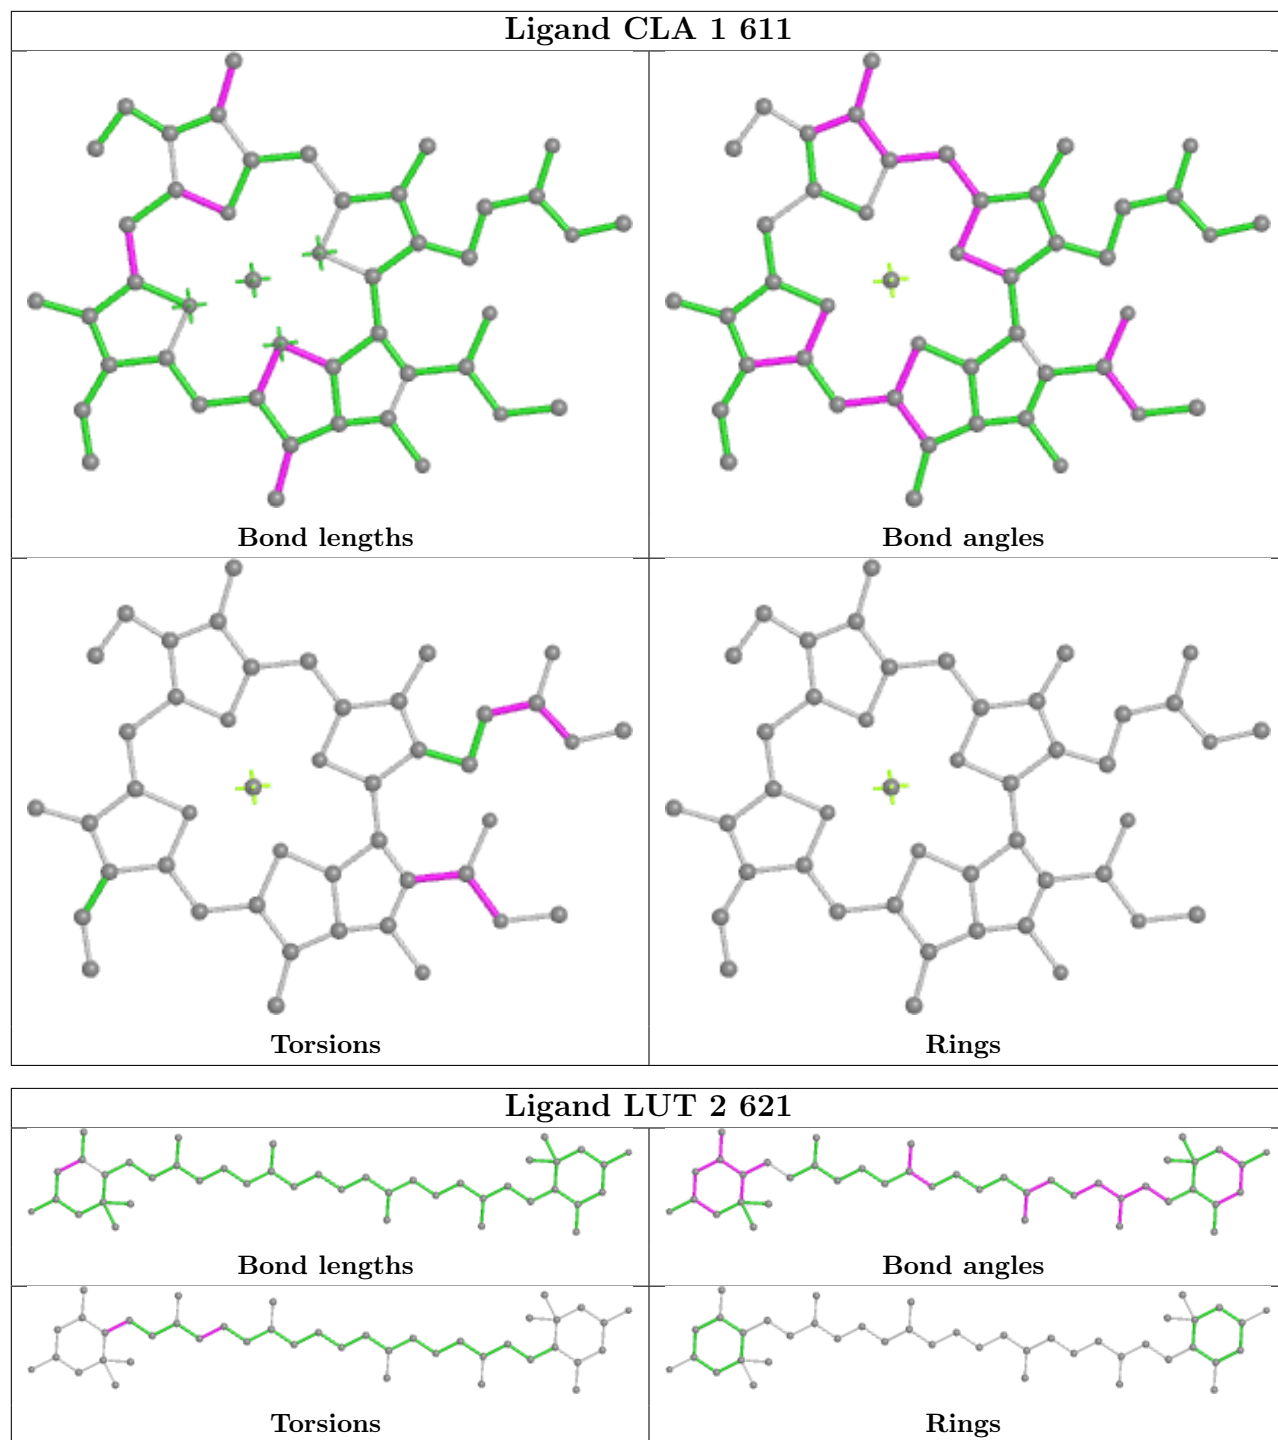 Ligand CLA 1 611
Bond lengths
Bond angles
Torsions
Rings
Ligand LUT 2 621
Bond lengths
Bond angles
Torsions
Rings